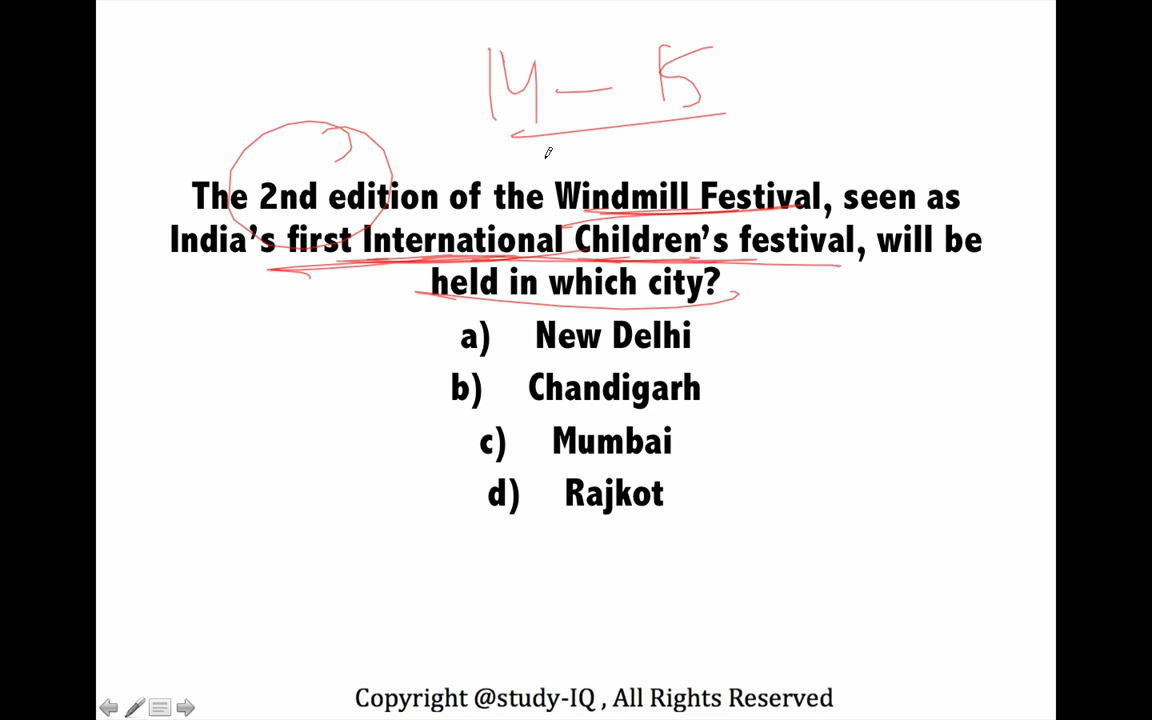 14 - 15
The 2nd edition of the Windmill Festival, seen as
India's first International Children's festival, will be
held in which city?
a) New Delhi
b) Chandigarh
c) Mumbai
d) Rajkot
Copyright @study-IQ , All Rights Reserved